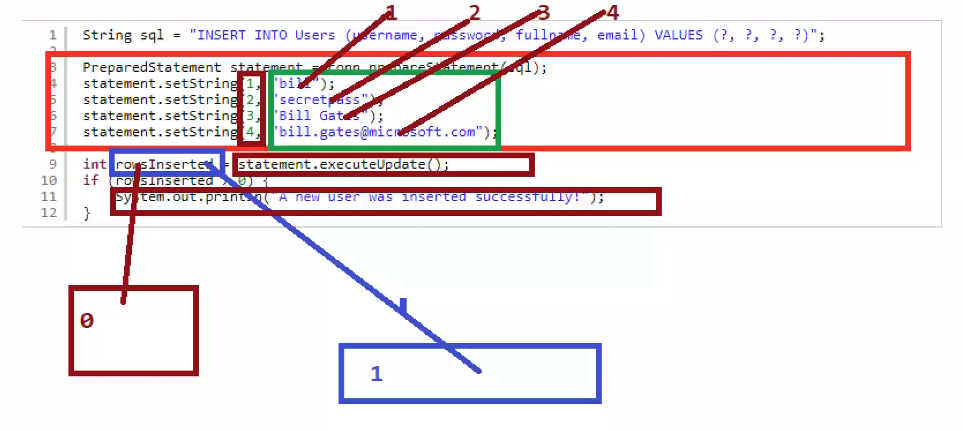 1 2 3 4
1 String sql = "INSERT INTO Users (username, password, fullname, email) VALUES (?, ?, ?, ?)";
2
3 PreparedStatement statement = conn.prepareStatement(sql);
4 statement.setString(1, "bill");
5 statement.setString(2, "secretpass");
6 statement.setString(3, "Bill Gates");
7 statement.setString(4, "bill.gates@microsoft.com");
8
9 int rowsInserted = statement.executeUpdate();
10 if (rowsInserted > 0) {
11 System.out.println("A new user was inserted successfully!");
12 }
0
1